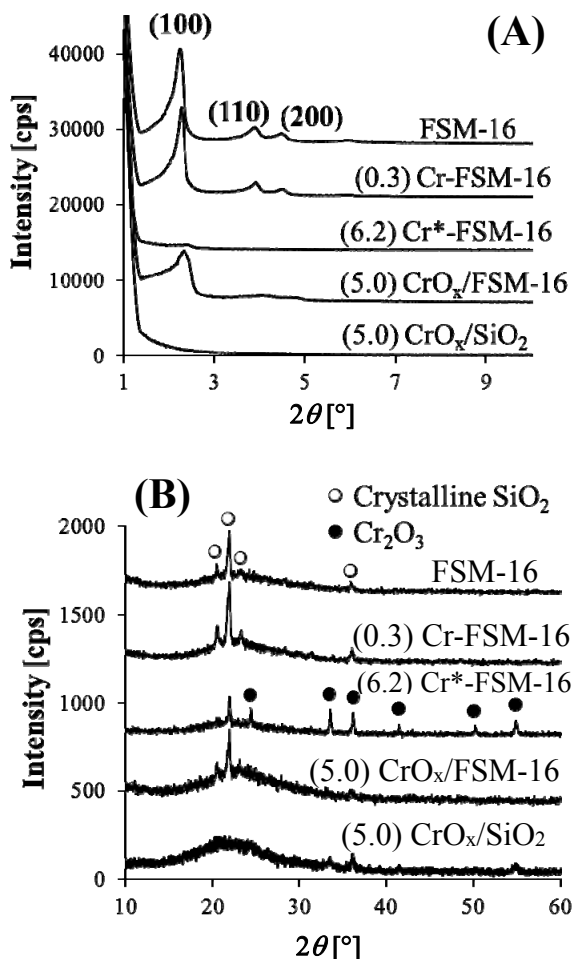 (A)
(100)
(110)
(200)
40000
30000
20000
10000
0
Intensity [cps]
FSM-16
(0.3) Cr-FSM-16
(6.2) Cr*-FSM-16
(5.0) CrOₓ/FSM-16
(5.0) CrOₓ/SiO₂
1 3 5 7 9
2θ [°]
(B)
○ Crystalline SiO₂
● Cr₂O₃
2000
1500
1000
500
0
Intensity [cps]
FSM-16
(0.3) Cr-FSM-16
(6.2) Cr*-FSM-16
(5.0) CrOₓ/FSM-16
(5.0) CrOₓ/SiO₂
10 20 30 40 50 60
2θ [°]